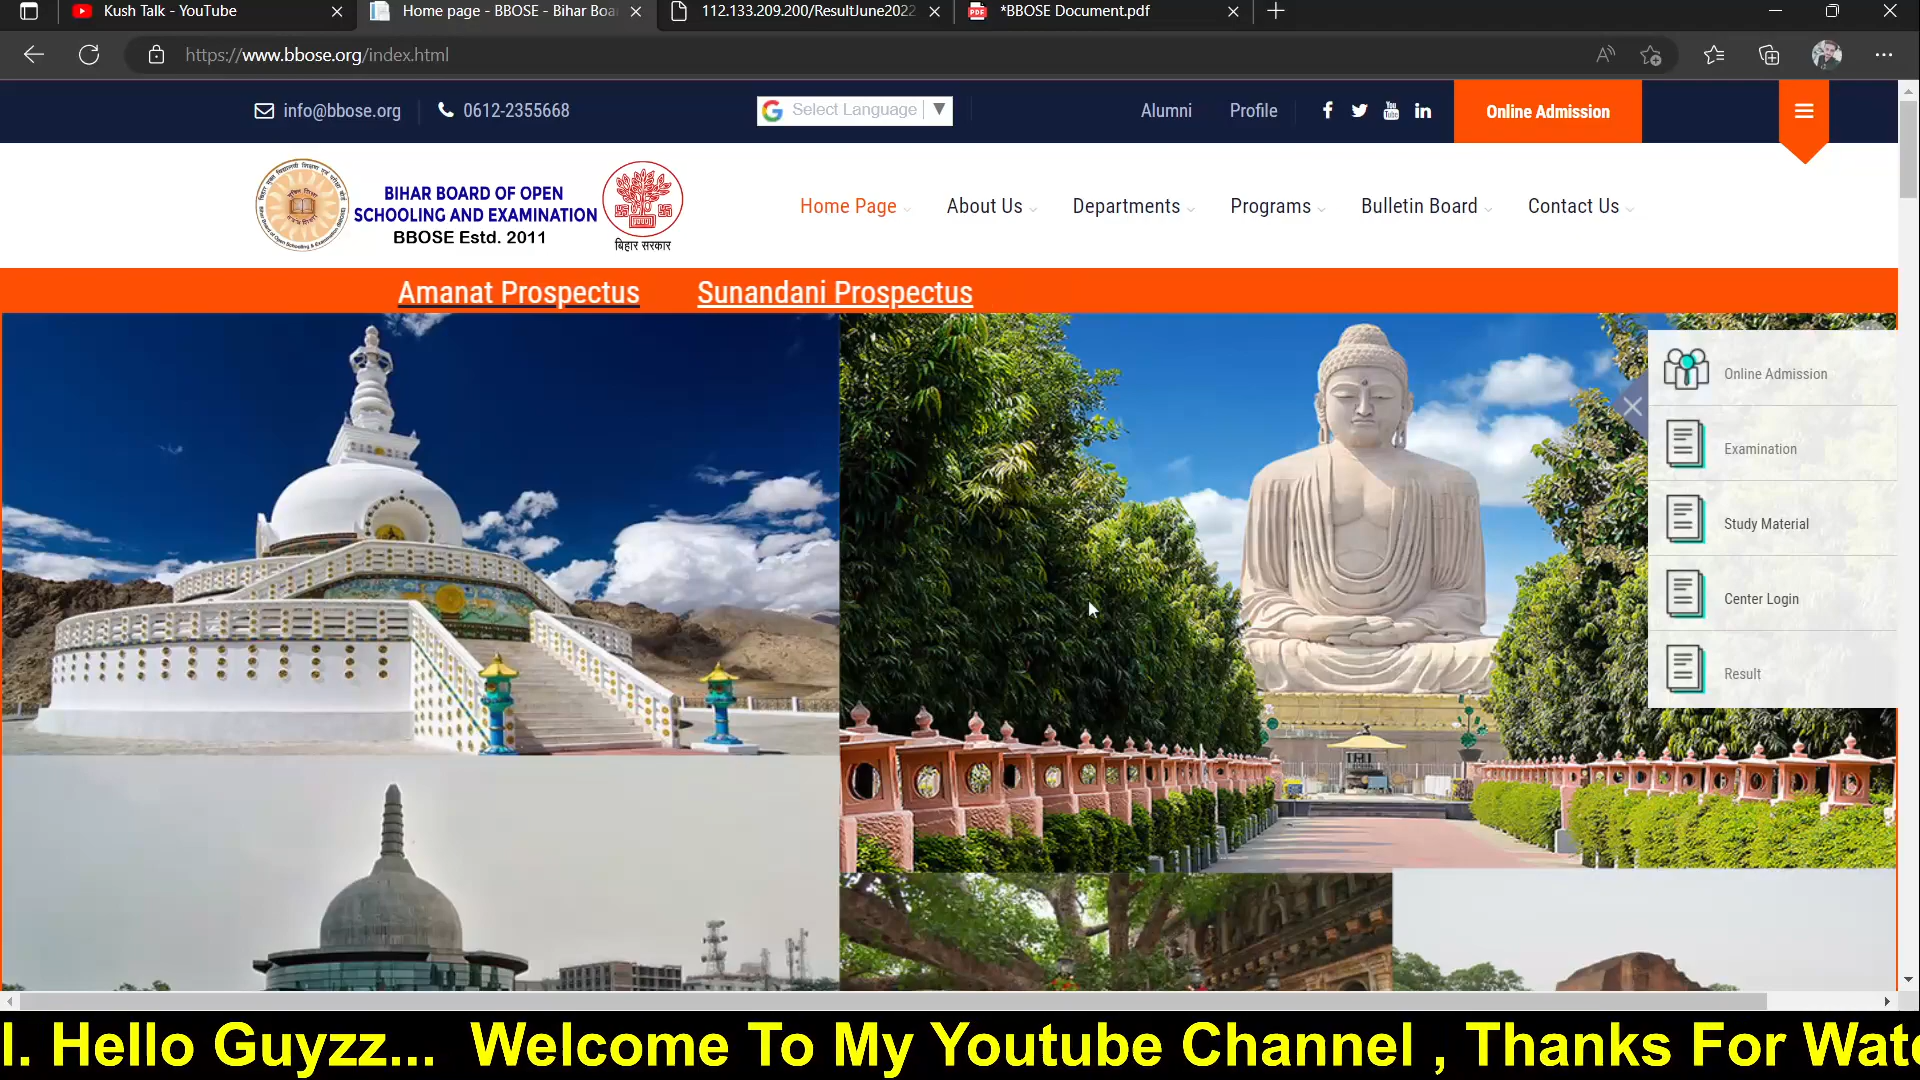 Kush Talk - YouTube
Home page - BBOSE - Bihar Boa
112.133.209.200/ResultJune2022
*BBOSE Document.pdf
https://www.bbose.org/index.html
info@bbose.org
0612-2355668
Select Language
Alumni
Profile
Online Admission
BIHAR BOARD OF OPEN
SCHOOLING AND EXAMINATION
BBOSE Estd. 2011
बिहार सरकार
Home Page
About Us
Departments
Programs
Bulletin Board
Contact Us
Amanat Prospectus
Sunandani Prospectus
Online Admission
Examination
Study Material
Center Login
Result
l. Hello Guyzz... Welcome To My Youtube Channel , Thanks For Wat